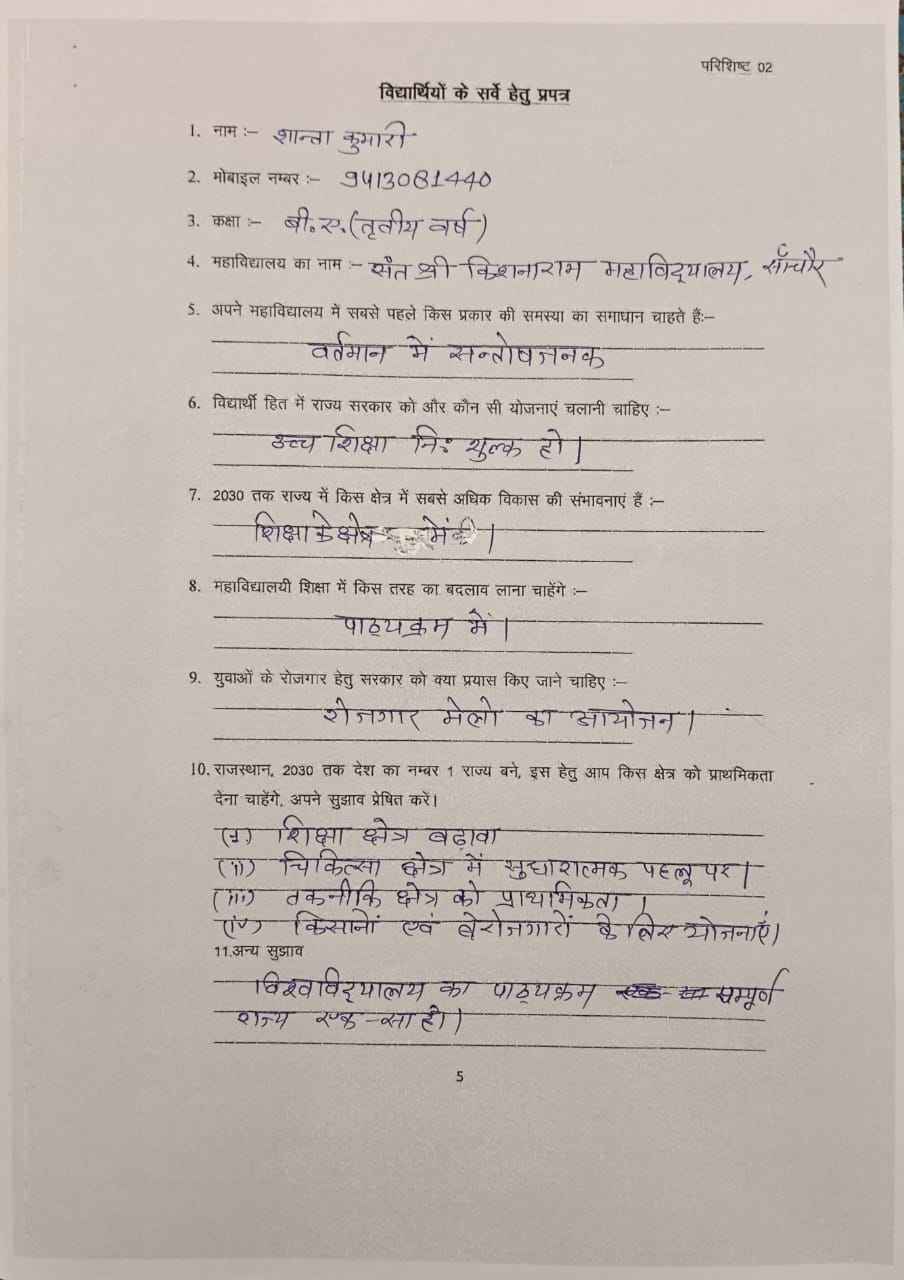 परिशिष्ट 02
विद्यार्थियों के सर्वे हेतु प्रपत्र
1. नाम :– शान्ता कुमारी
2. मोबाइल नम्बर :– 9413081440
3. कक्षा :– बी.ए.(तृतीय वर्ष)
4. महाविद्यालय का नाम :– संत श्री किशनाराम महाविद्यालय, साँचौर
5. अपने महाविद्यालय में सबसे पहले किस प्रकार की समस्या का समाधान चाहते हैः–
वर्तमान में सन्तोषजनक
6. विद्यार्थी हित में राज्य सरकार को और कौन सी योजनाएं चलानी चाहिए :–
उच्च शिक्षा निः शुल्क हो।
7. 2030 तक राज्य में किस क्षेत्र में सबसे अधिक विकास की संभावनाएं हैं :–
शिक्षा के क्षेत्र में की।
8. महाविद्यालयी शिक्षा में किस तरह का बदलाव लाना चाहेंगे :–
पाठ्यक्रम में।
9. युवाओं के रोजगार हेतु सरकार को क्या प्रयास किए जाने चाहिए :–
रोजगार मेलो का आयोजन।
10. राजस्थान, 2030 तक देश का नम्बर 1 राज्य बने, इस हेतु आप किस क्षेत्र को प्राथमिकता
देना चाहेंगे, अपने सुझाव प्रेषित करें।
(i) शिक्षा क्षेत्र बढ़ावा
(ii) चिकित्सा क्षेत्र में सुधारात्मक पहलू पर।
(iii) तकनीकि क्षेत्र को प्राथमिकता।
(iv) किसानों एवं बेरोजगारों के लिए योजनाएं।
11. अन्य सुझाव
विश्वविद्यालय का पाठ्यक्रम सम्पूर्ण
राज्य एक-सा हो।
5